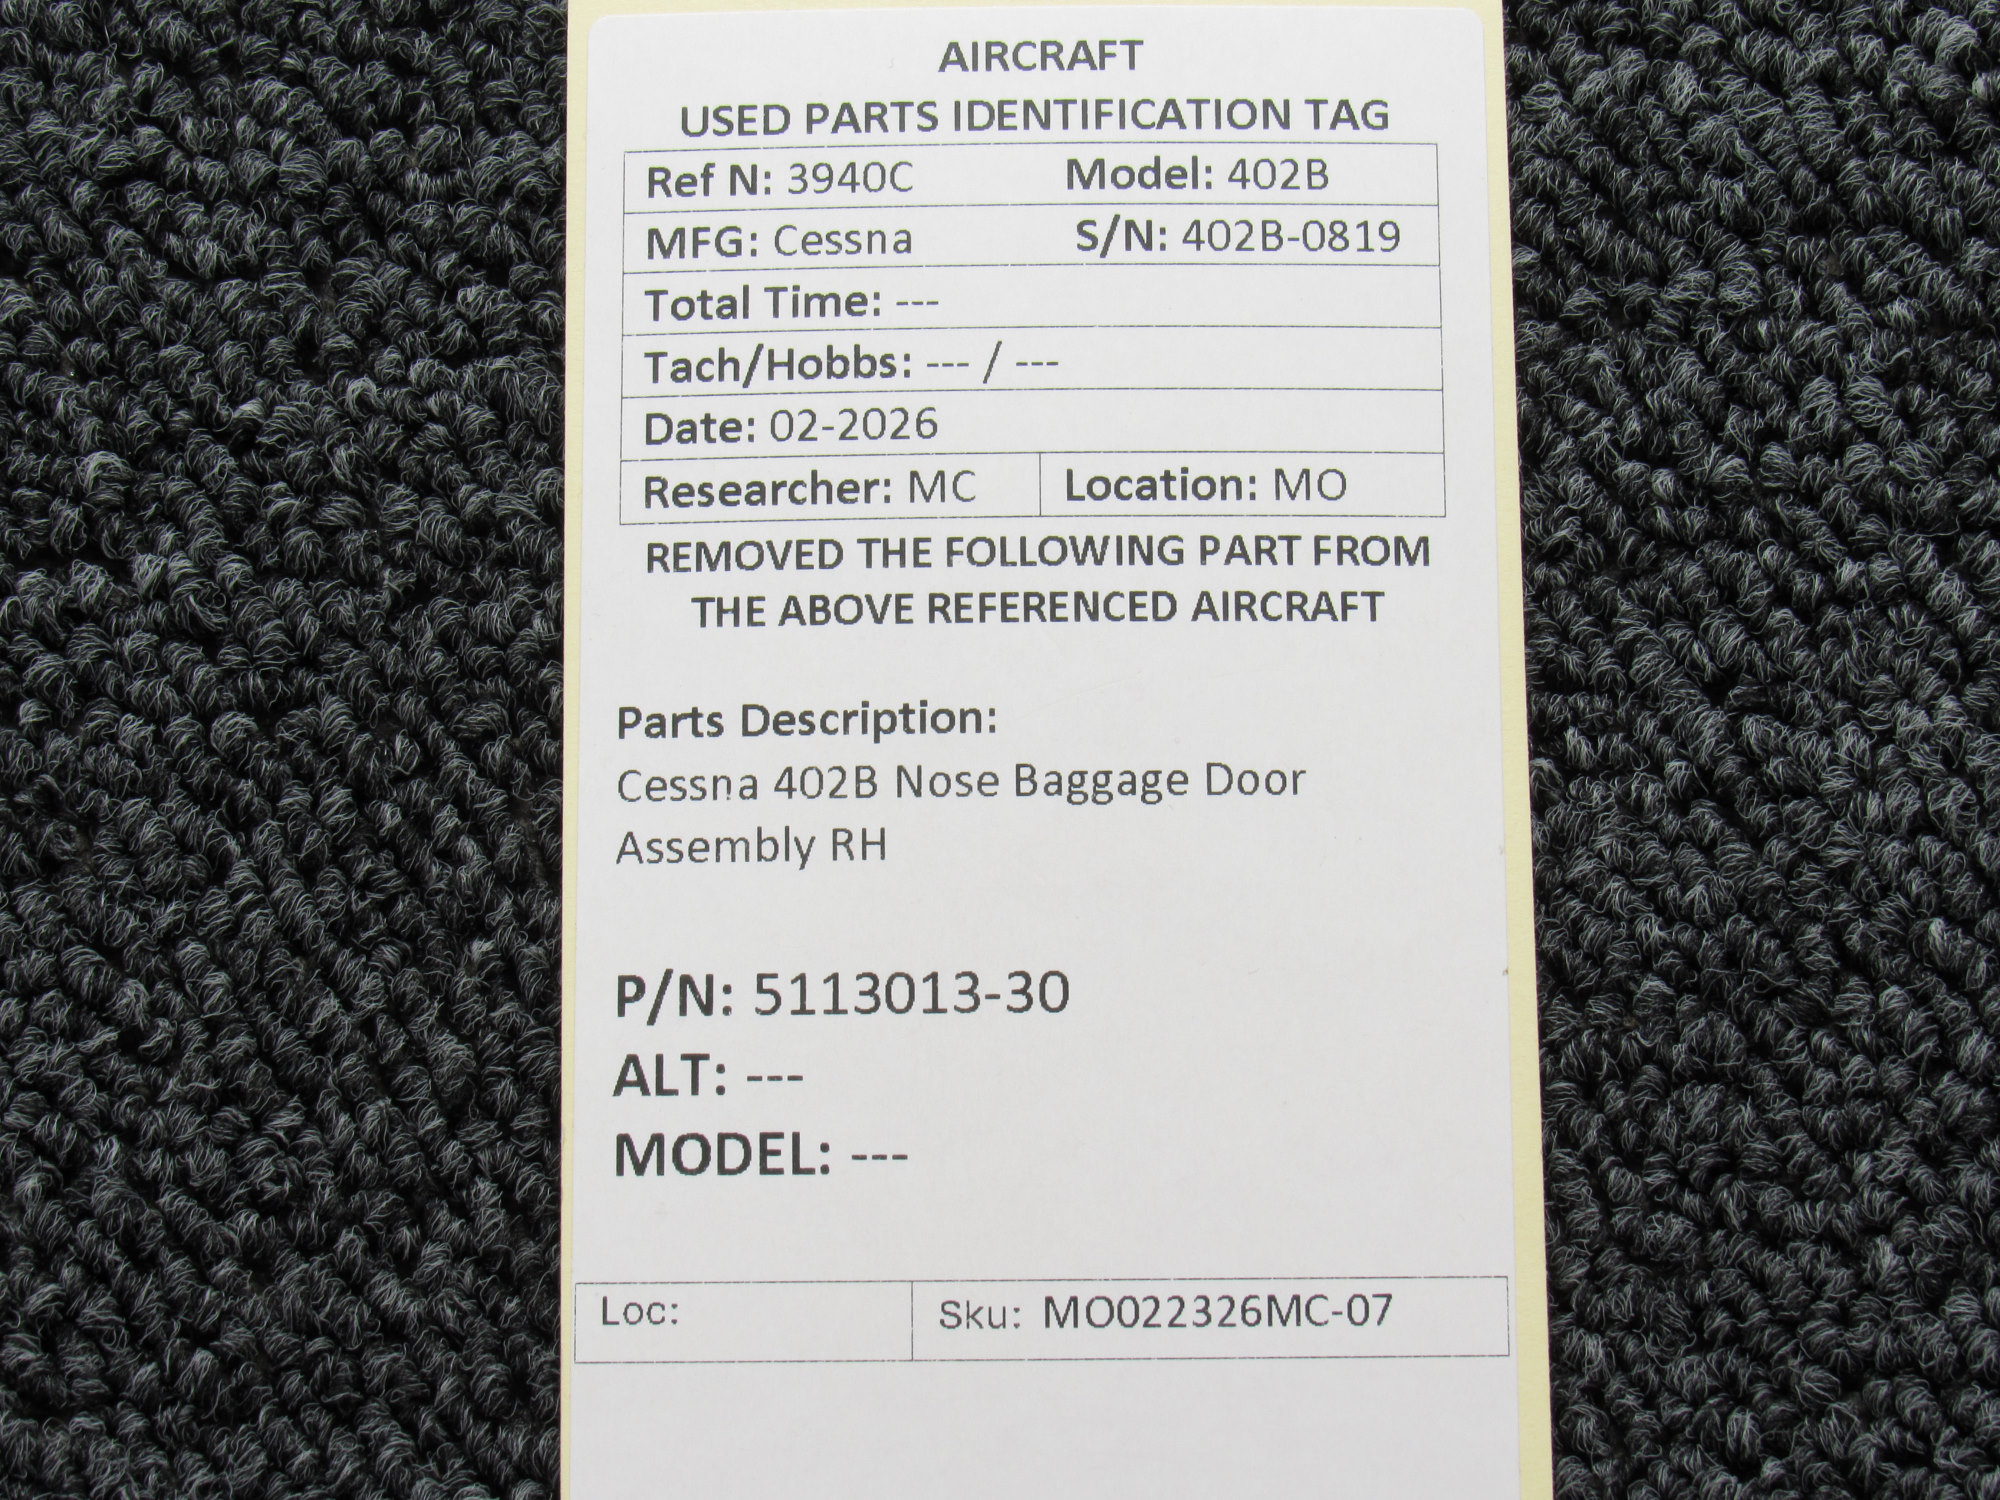 AIRCRAFT
USED PARTS IDENTIFICATION TAG
Ref N: 3940C Model: 402B
MFG: Cessna S/N: 402B-0819
Total Time: ---
Tach/Hobbs: --- / ---
Date: 02-2026
Researcher: MC Location: MO
REMOVED THE FOLLOWING PART FROM
THE ABOVE REFERENCED AIRCRAFT
Parts Description:
Cessna 402B Nose Baggage Door
Assembly RH
P/N: 5113013-30
ALT: ---
MODEL: ---
Loc: Sku: MO022326MC-07